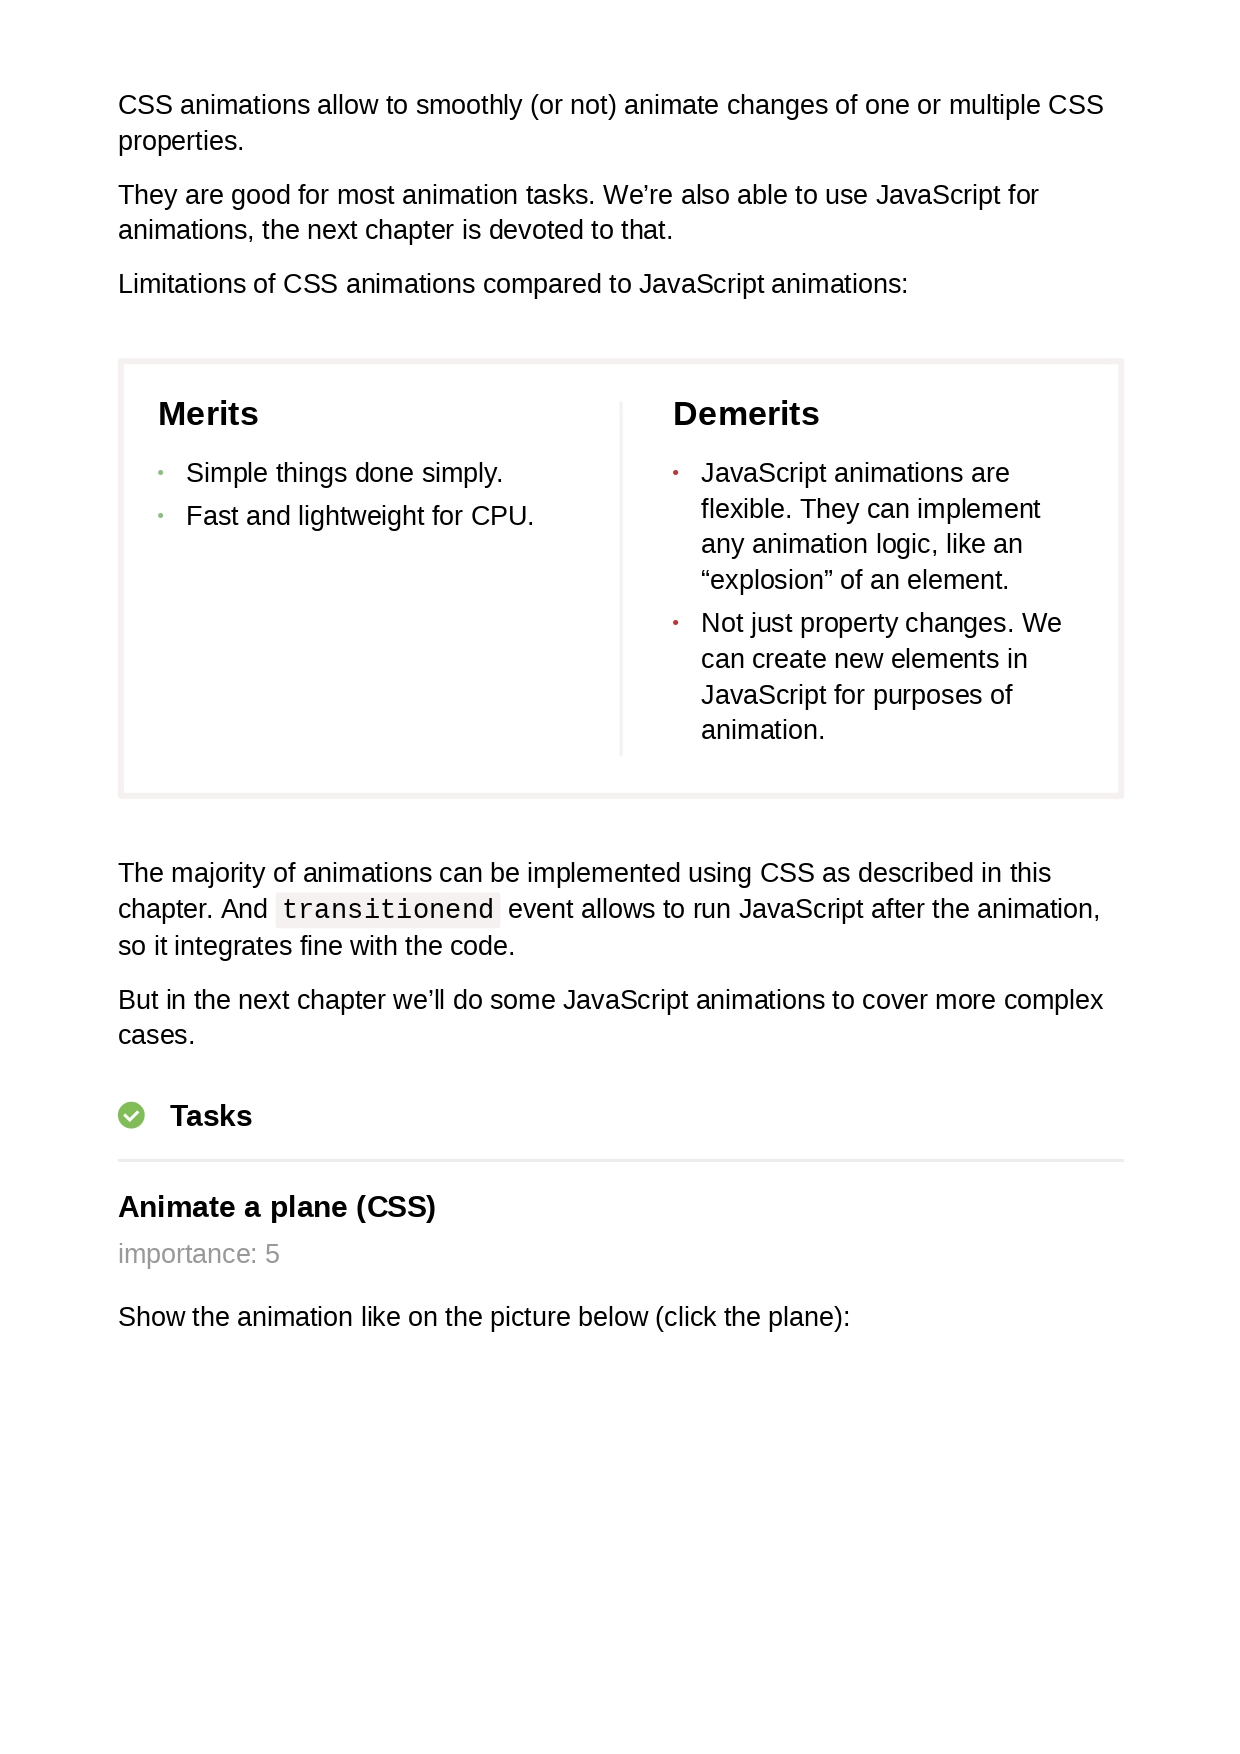 CSS animations allow to smoothly (or not) animate changes of one or multiple CSS
properties.
They are good for most animation tasks. We’re also able to use JavaScript for
animations, the next chapter is devoted to that.
Limitations of CSS animations compared to JavaScript animations:
Merits
Simple things done simply.
Fast and lightweight for CPU.
Demerits
JavaScript animations are
flexible. They can implement
any animation logic, like an
“explosion” of an element.
Not just property changes. We
can create new elements in
JavaScript for purposes of
animation.
The majority of animations can be implemented using CSS as described in this
chapter. And transitionend event allows to run JavaScript after the animation,
so it integrates fine with the code.
But in the next chapter we’ll do some JavaScript animations to cover more complex
cases.
Tasks
Animate a plane (CSS)
importance: 5
Show the animation like on the picture below (click the plane):